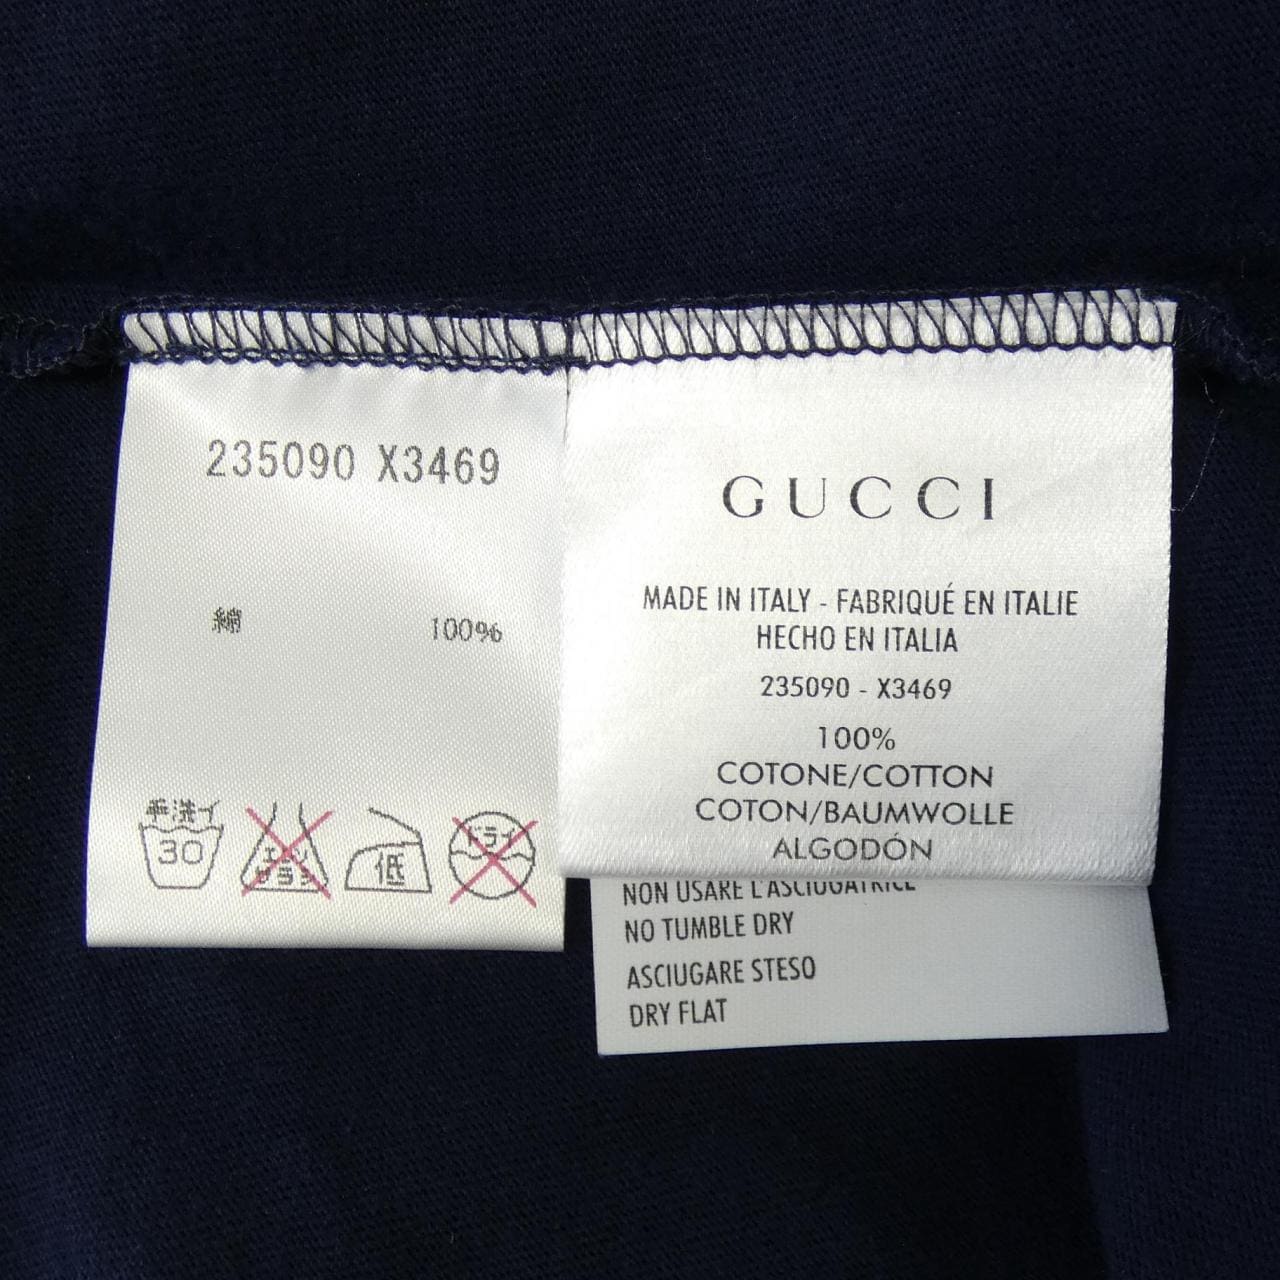 235090 X3469
綿 100%
手洗イ
30
エンソ
サラシ
低
ドライ
GUCCI
MADE IN ITALY - FABRIQUÉ EN ITALIE
HECHO EN ITALIA
235090 - X3469
100%
COTONE/COTTON
COTON/BAUMWOLLE
ALGODÓN
NON USARE L'ASCIUGATRICE
NO TUMBLE DRY
ASCIUGARE STESO
DRY FLAT